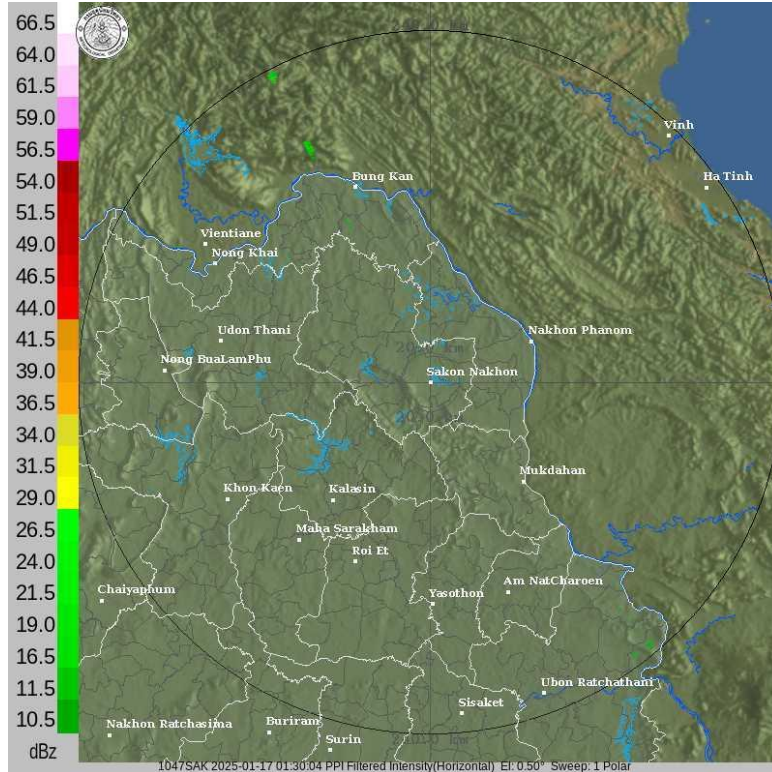 66.5
64.0
61.5
59.0
56.5
54.0
51.5
49.0
46.5
44.0
41.5
39.0
36.5
34.0
31.5
29.0
26.5
24.0
21.5
19.0
16.5
11.5
10.5
dBz
Vinh
Ha Tinh
Bung Kan
Vientiane
Nong Khai
Udon Thani
Nakhon Phanom
Nong BuaLamPhu
Sakon Nakhon
Mukdahan
Khon Kaen
Kalasin
Maha Sarakham
Roi Et
Am NatCharoen
Chaiyaphum
Yasothon
Ubon Ratchathani
Sisaket
Nakhon Ratchasiina
Buriram
Surin
1047SAK 2025-01-17 01:30:04 PPI Filtered Intensity(Horizontal) El: 0.50° Sweep: 1 Polar